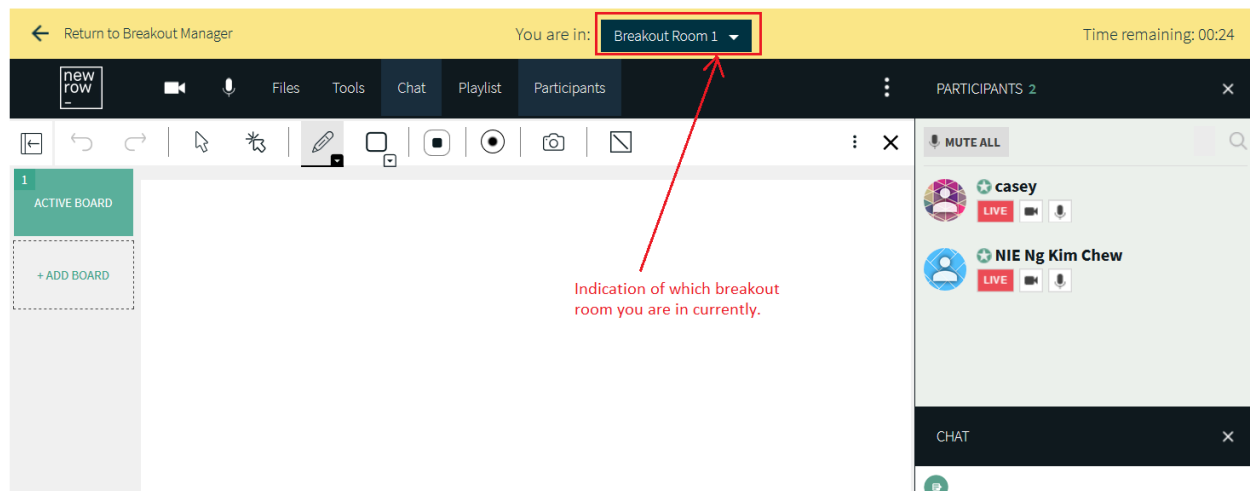 Return to Breakout Manager
You are in: Breakout Room 1
Time remaining: 00:24
new
row
Files Tools Chat Playlist Participants
PARTICIPANTS 2
MUTE ALL
1
ACTIVE BOARD
+ ADD BOARD
casey
LIVE
NIE Ng Kim Chew
LIVE
Indication of which breakout
room you are in currently.
CHAT